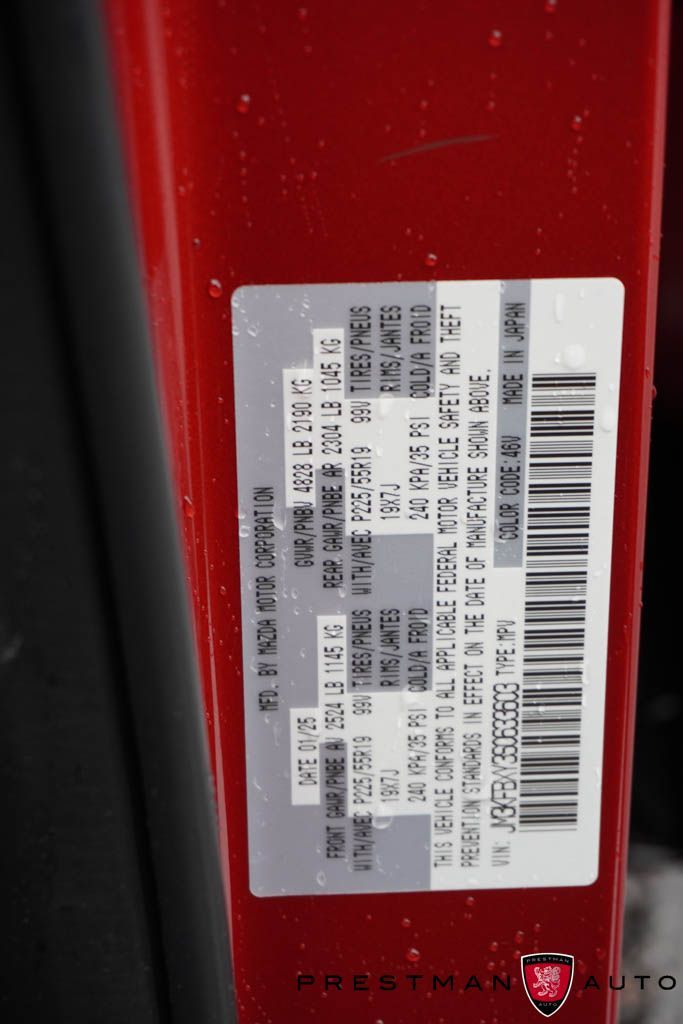 MFD. BY MAZDA MOTOR CORPORATION
DATE 01/25 GVWR/PNBV 4828 LB 2190 KG
FRONT GAWR/PNBE AV 2524 LB 1145 KG REAR GAWR/PNBE AR 2304 LB 1045 KG
WITH/AVEC P225/55R19 99V TIRES/PNEUS WITH/AVEC P225/55R19 99V TIRES/PNEUS
19X7J RIMS/JANTES 19X7J RIMS/JANTES
240 KPA/35 PSI COLD/A FROID 240 KPA/35 PSI COLD/A FROID
THIS VEHICLE CONFORMS TO ALL APPLICABLE FEDERAL MOTOR VEHICLE SAFETY AND THEFT
PREVENTION STANDARDS IN EFFECT ON THE DATE OF MANUFACTURE SHOWN ABOVE.
VIN: TYPE:MPV COLOR CODE:46V MADE IN JAPAN
PRESTMAN PRESTMAN AUTO